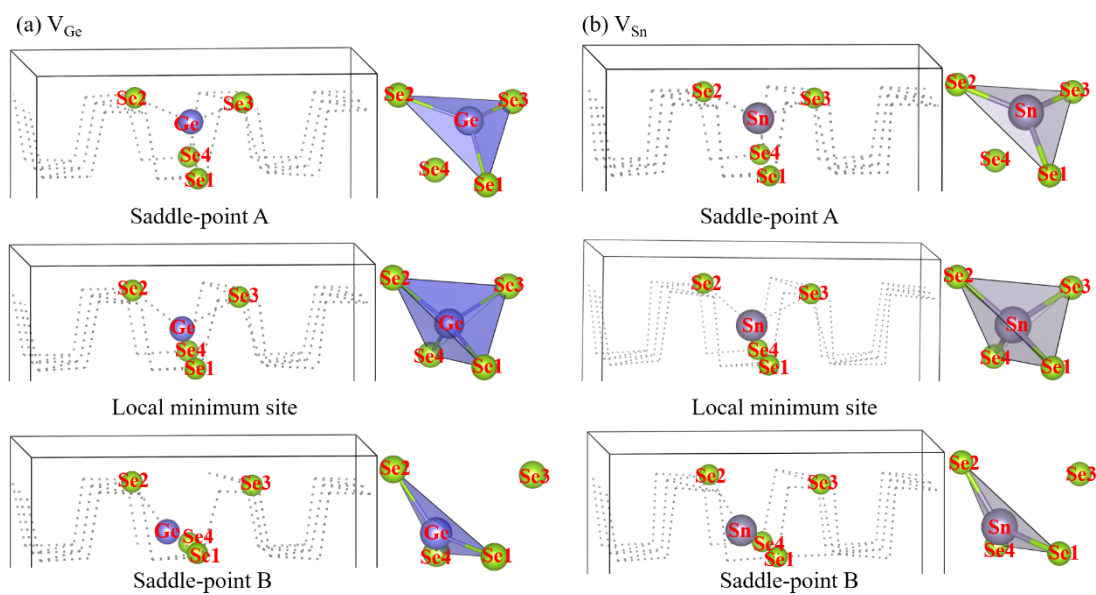 (a) V_Ge
(b) V_Sn
Se2 Ge Se3 Se4 Se1
Se2 Se3 Ge Se4 Se1
Se2 Sn Se3 Se4 Se1
Se2 Se3 Sn Se4 Se1
Saddle-point A
Saddle-point A
Se2 Se3 Ge Se4 Se1
Se2 Se3 Ge Se4 Se1
Se2 Se3 Sn Se4 Se1
Se2 Se3 Sn Se4 Se1
Local minimum site
Local minimum site
Se2 Se3 Ge Se4 Se1
Se2 Se3 Ge Se4 Se1
Se2 Se3 Sn Se4 Se1
Se2 Se3 Sn Se4 Se1
Saddle-point B
Saddle-point B